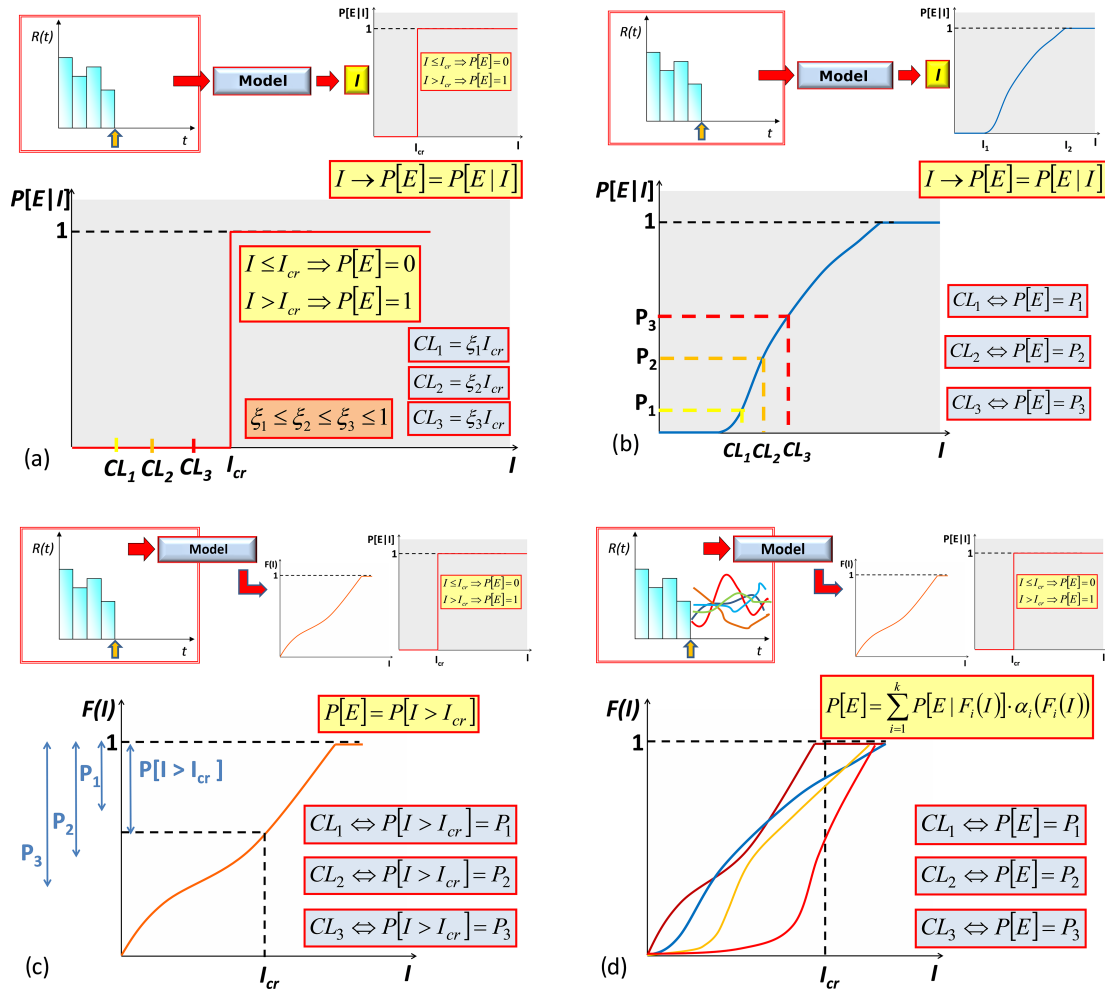 R(t)
t
Model
I
P[E|I]
1
I ≤ I_cr ⇒ P[E] = 0
I > I_cr ⇒ P[E] = 1
I_cr
I
I → P[E] = P[E | I]
P[E|I]
1
I ≤ I_cr ⇒ P[E] = 0
I > I_cr ⇒ P[E] = 1
CL_1 = ξ_1 I_cr
CL_2 = ξ_2 I_cr
CL_3 = ξ_3 I_cr
ξ_1 ≤ ξ_2 ≤ ξ_3 ≤ 1
(a)
CL_1 CL_2 CL_3 I_cr I
R(t)
t
Model
I
P[E|I]
1
I_1 I_2 I
I → P[E] = P[E | I]
P[E|I]
1
P_3
P_2
P_1
CL_1 ⇔ P[E] = P_1
CL_2 ⇔ P[E] = P_2
CL_3 ⇔ P[E] = P_3
(b)
CL_1 CL_2 CL_3 I
R(t)
t
Model
F(I)
1
I
P[E|I]
1
I ≤ I_cr ⇒ P[E] = 0
I > I_cr ⇒ P[E] = 1
I_cr
I
F(I)
P[E] = P[I > I_cr]
1
P_1
P[I > I_cr]
P_2
P_3
CL_1 ⇔ P[I > I_cr] = P_1
CL_2 ⇔ P[I > I_cr] = P_2
CL_3 ⇔ P[I > I_cr] = P_3
(c)
I_cr I
R(t)
t
Model
F(I)
1
I
P[E|I]
1
I ≤ I_cr ⇒ P[E] = 0
I > I_cr ⇒ P[E] = 1
I_cr
I
F(I)
P[E] = ∑_{i=1}^{k} P[E | F_i(I)] · α_i(F_i(I))
1
CL_1 ⇔ P[E] = P_1
CL_2 ⇔ P[E] = P_2
CL_3 ⇔ P[E] = P_3
(d)
I_cr I